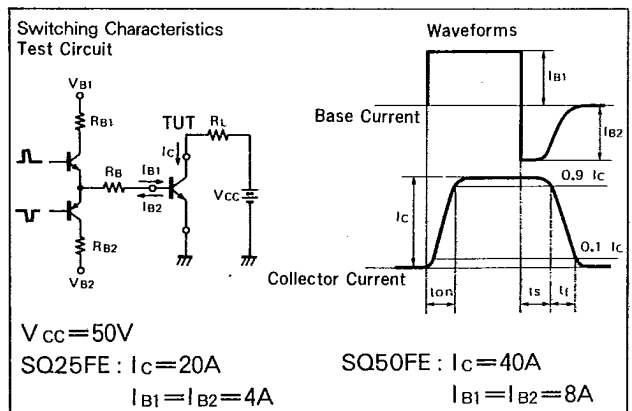 Switching Characteristics
Test Circuit
Waveforms
VB1
RB1
TUT
RL
IC
IB1
RB
IB1
IB2
VCC
RB2
VB2
Base Current
IB2
0.9 IC
IC
0.1 IC
Collector Current
ton
ts
tf
VCC=50V
SQ25FE : IC=20A
IB1=IB2=4A
SQ50FE : IC=40A
IB1=IB2=8A